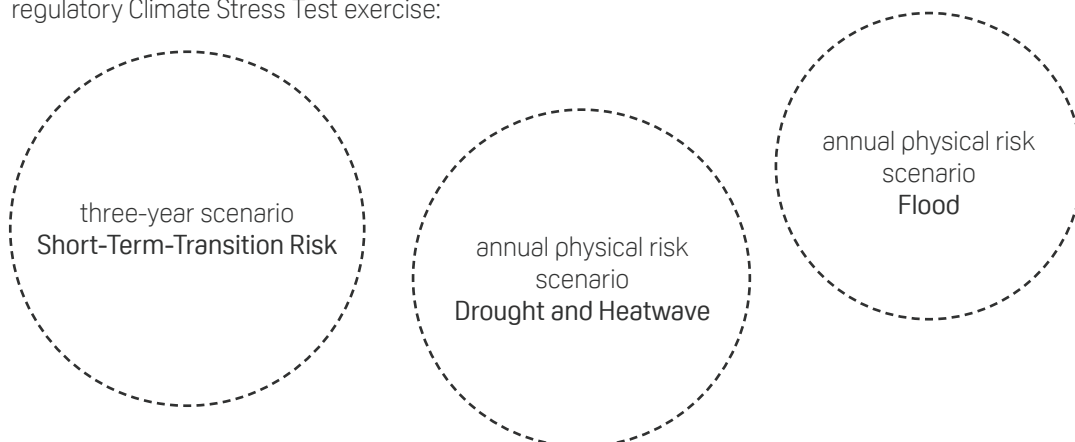 regulatory Climate Stress Test exercise:
three-year scenario
Short-Term-Transition Risk
annual physical risk
scenario
Drought and Heatwave
annual physical risk
scenario
Flood